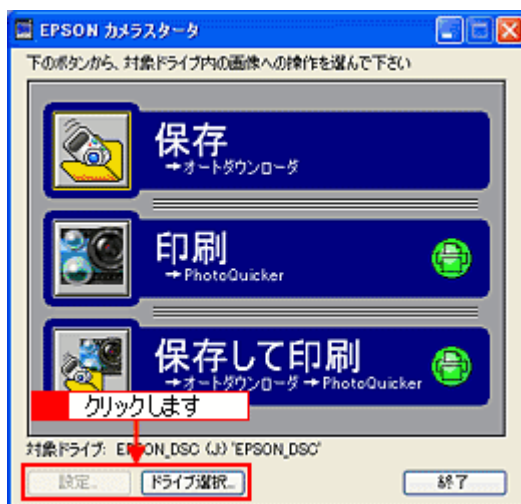 EPSON カメラスタータ
下のボタンから、対象ドライブ内の画像への操作を選んで下さい
保存
→オートダウンローダ
印刷
→PhotoQuicker
保存して印刷
→オートダウンローダ→PhotoQuicker
クリックします
対象ドライブ: EPSON_DSC (J:) 'EPSON_DSC'
設定... ドライブ選択... 終了